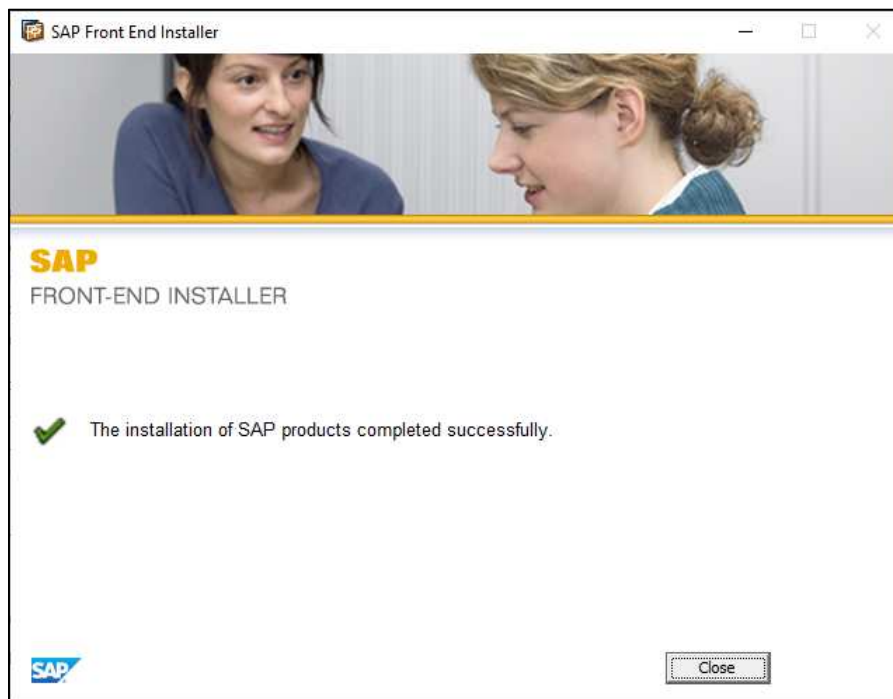 SAP Front End Installer
SAP
FRONT-END INSTALLER
The installation of SAP products completed successfully.
SAP
Close